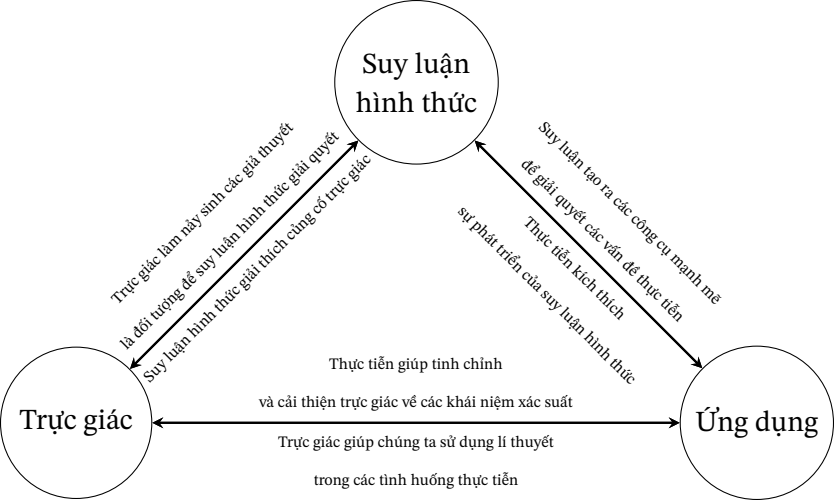 Suy luận
hình thức
Trực giác làm nảy sinh các giả thuyết
là đối tượng để suy luận hình thức giải quyết
Suy luận hình thức giải thích củng cố trực giác
Suy luận tạo ra các công cụ mạnh mẽ
để giải quyết các vấn đề thực tiễn
Thực tiễn kích thích
sự phát triển của suy luận hình thức
Thực tiễn giúp tinh chỉnh
và cải thiện trực giác về các khái niệm xác suất
Trực giác giúp chúng ta sử dụng lí thuyết
trong các tình huống thực tiễn
Trực giác
Ứng dụng